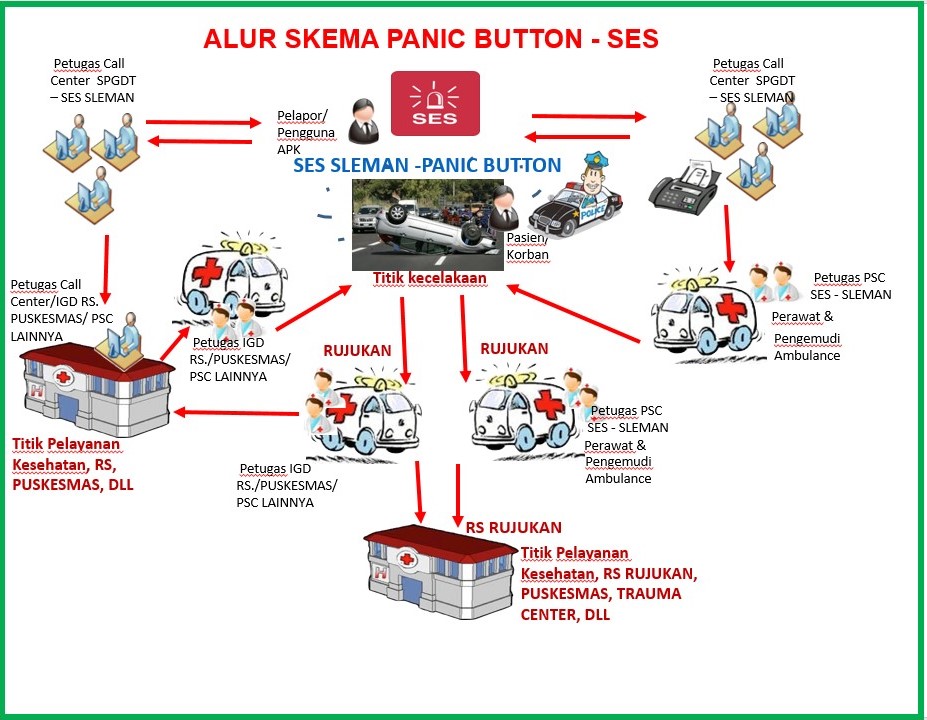 ALUR SKEMA PANIC BUTTON - SES
Petugas Call
Center SPGDT
– SES SLEMAN
Pelapor/
Pengguna
APK
SES
Petugas Call
Center SPGDT
– SES SLEMAN
SES SLEMAN -PANIC BUTTON
POLICE
Pasien/
Korban
Titik kecelakaan
Petugas Call
Center/IGD RS.
PUSKESMAS/ PSC
LAINNYA
Petugas IGD
RS./PUSKESMAS/
PSC LAINNYA
Petugas PSC
SES - SLEMAN
Perawat &
Pengemudi
Ambulance
RUJUKAN
RUJUKAN
H
Titik Pelayanan
Kesehatan, RS,
PUSKESMAS, DLL
Petugas IGD
RS./PUSKESMAS/
PSC LAINNYA
Petugas PSC
SES - SLEMAN
Perawat &
Pengemudi
Ambulance
RS RUJUKAN
H
Titik Pelayanan
Kesehatan, RS RUJUKAN,
PUSKESMAS, TRAUMA
CENTER, DLL